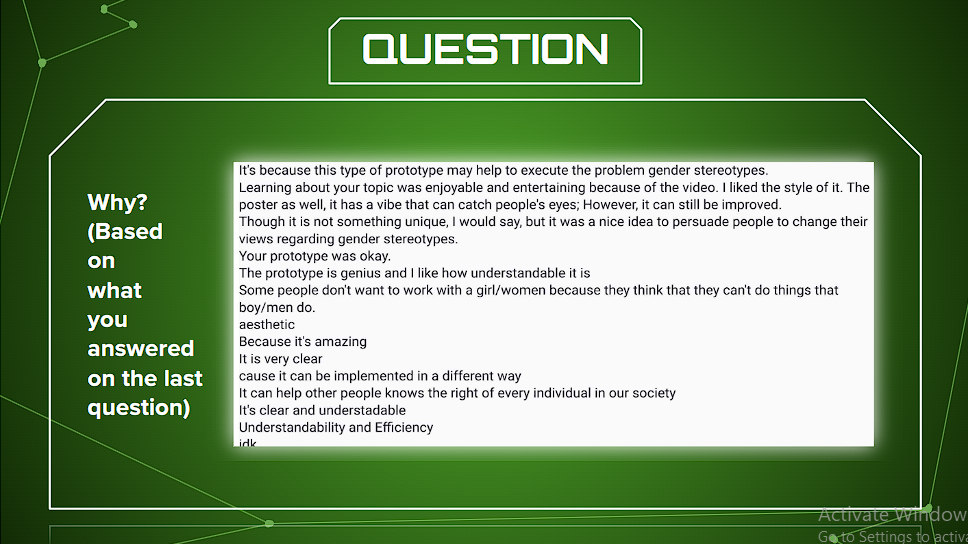 QUESTION
Why?
(Based
on
what
you
answered
on the last
question)
It's because this type of prototype may help to execute the problem gender stereotypes.
Learning about your topic was enjoyable and entertaining because of the video. I liked the style of it. The
poster as well, it has a vibe that can catch people's eyes; However, it can still be improved.
Though it is not something unique, I would say, but it was a nice idea to persuade people to change their
views regarding gender stereotypes.
Your prototype was okay.
The prototype is genius and I like how understandable it is
Some people don't want to work with a girl/women because they think that they can't do things that
boy/men do.
aesthetic
Because it's amazing
It is very clear
cause it can be implemented in a different way
It can help other people knows the right of every individual in our society
It's clear and understadable
Understandability and Efficiency
idk
Activate Window
Go to Settings to activa